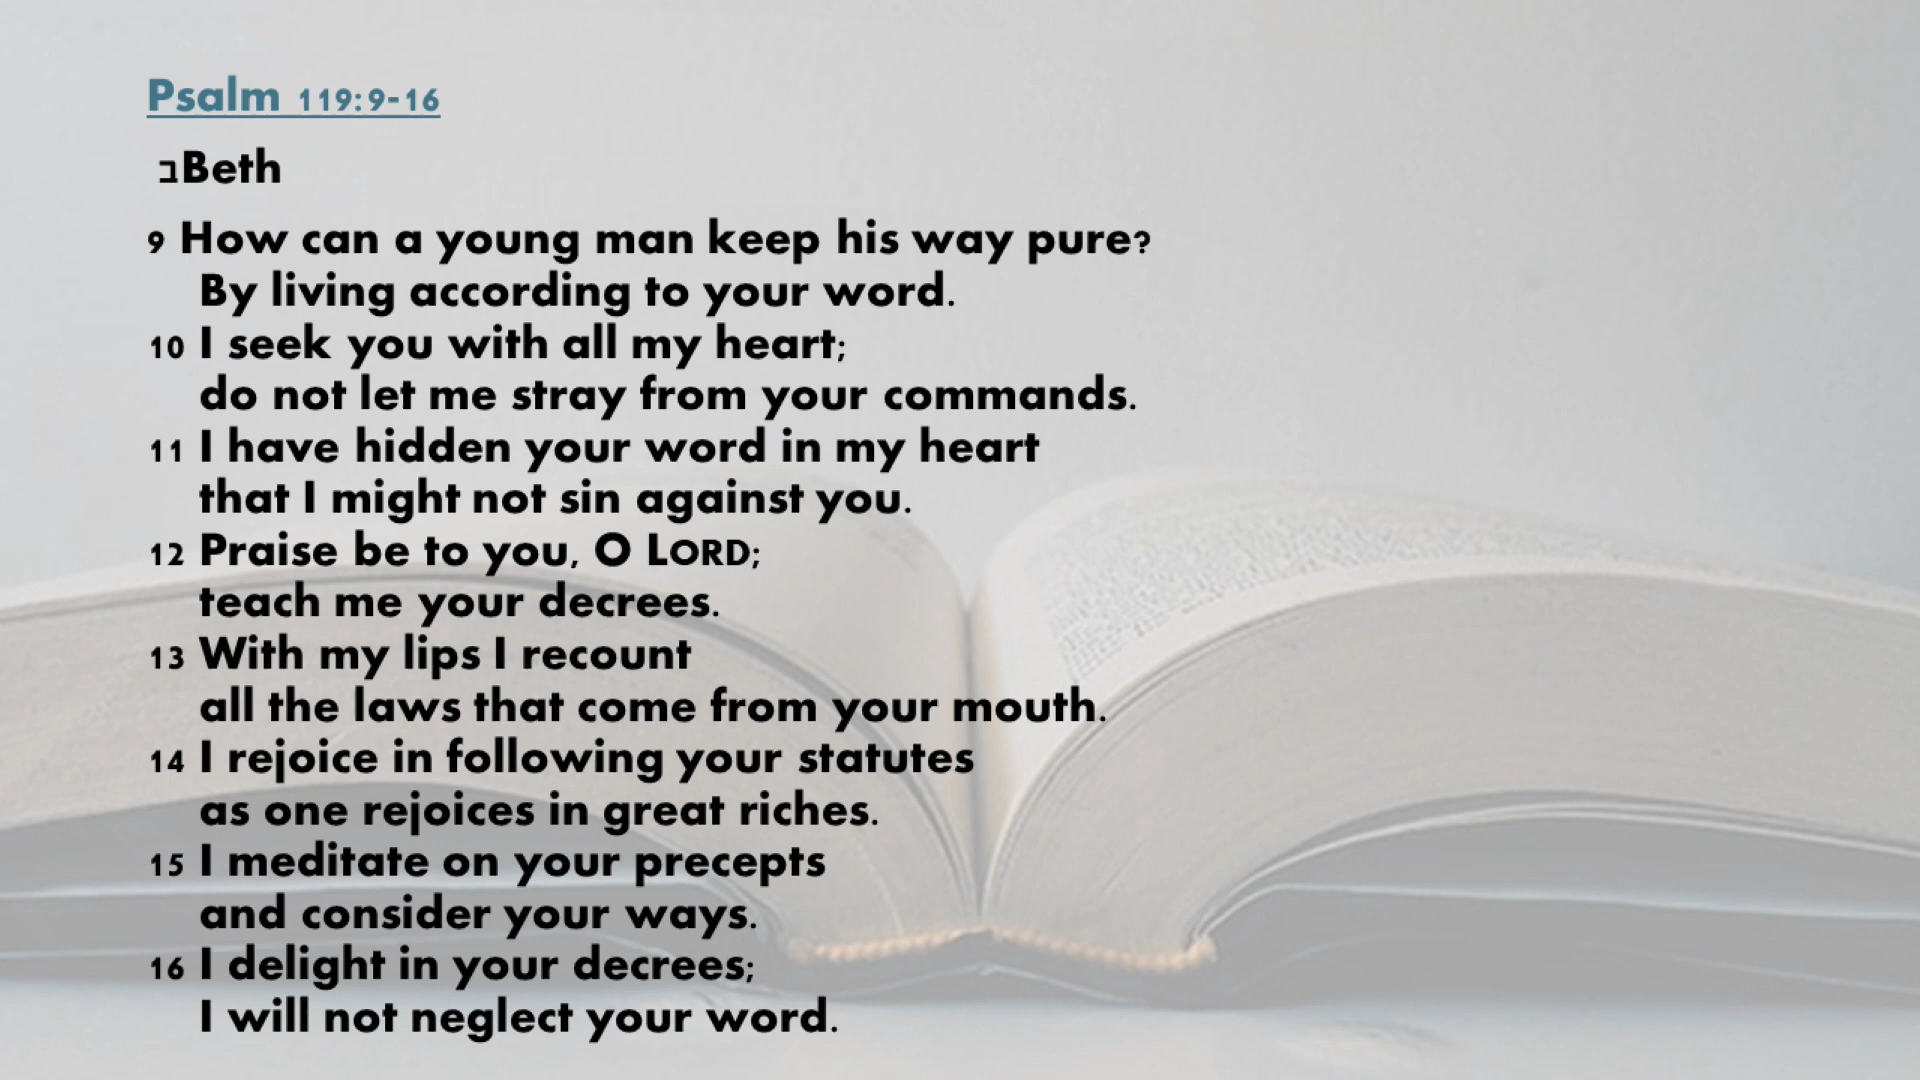 Psalm 119:9-16
בBeth
9 How can a young man keep his way pure?
By living according to your word.
10 I seek you with all my heart;
do not let me stray from your commands.
11 I have hidden your word in my heart
that I might not sin against you.
12 Praise be to you, O LORD;
teach me your decrees.
13 With my lips I recount
all the laws that come from your mouth.
14 I rejoice in following your statutes
as one rejoices in great riches.
15 I meditate on your precepts
and consider your ways.
16 I delight in your decrees;
I will not neglect your word.